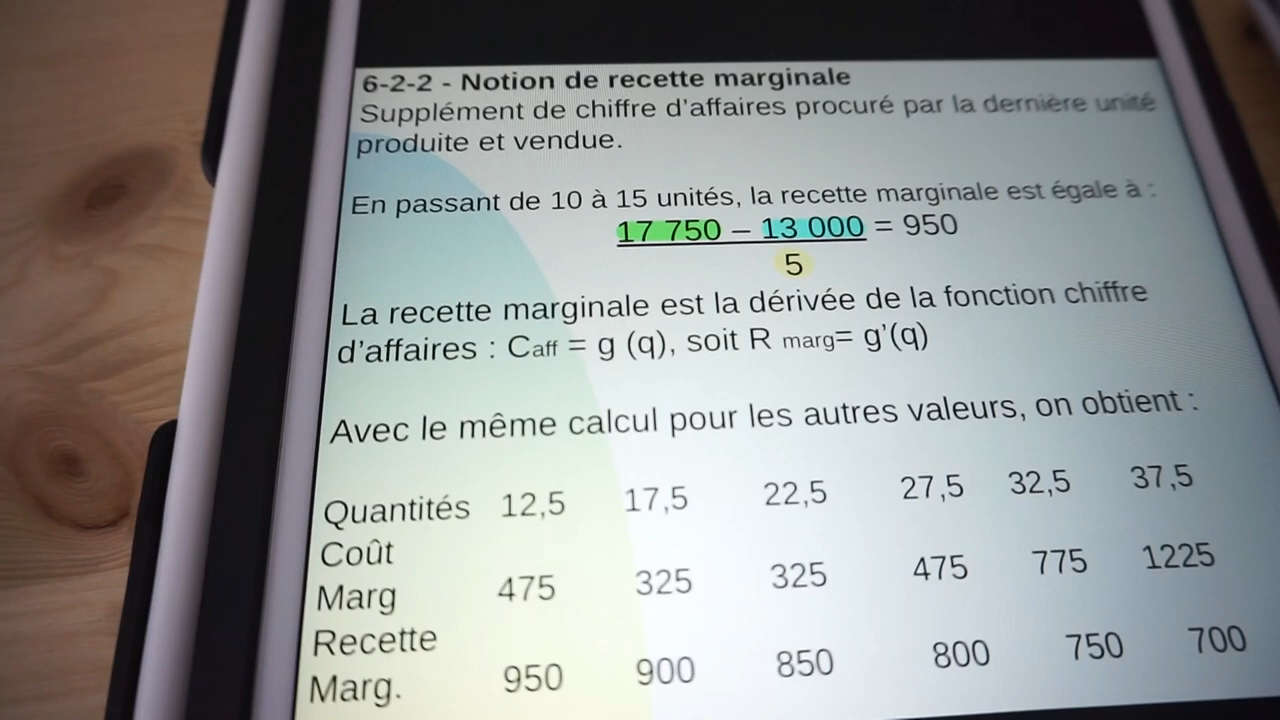 6-2-2 - Notion de recette marginale
Supplément de chiffre d'affaires procuré par la dernière unité
produite et vendue.
En passant de 10 à 15 unités, la recette marginale est égale à :
17 750 – 13 000 = 950
5
La recette marginale est la dérivée de la fonction chiffre
d'affaires : Caff = g (q), soit R marg= g'(q)
Avec le même calcul pour les autres valeurs, on obtient :
Quantités 12,5 17,5 22,5 27,5 32,5 37,5
Coût
Marg 475 325 325 475 775 1225
Recette
Marg. 950 900 850 800 750 700